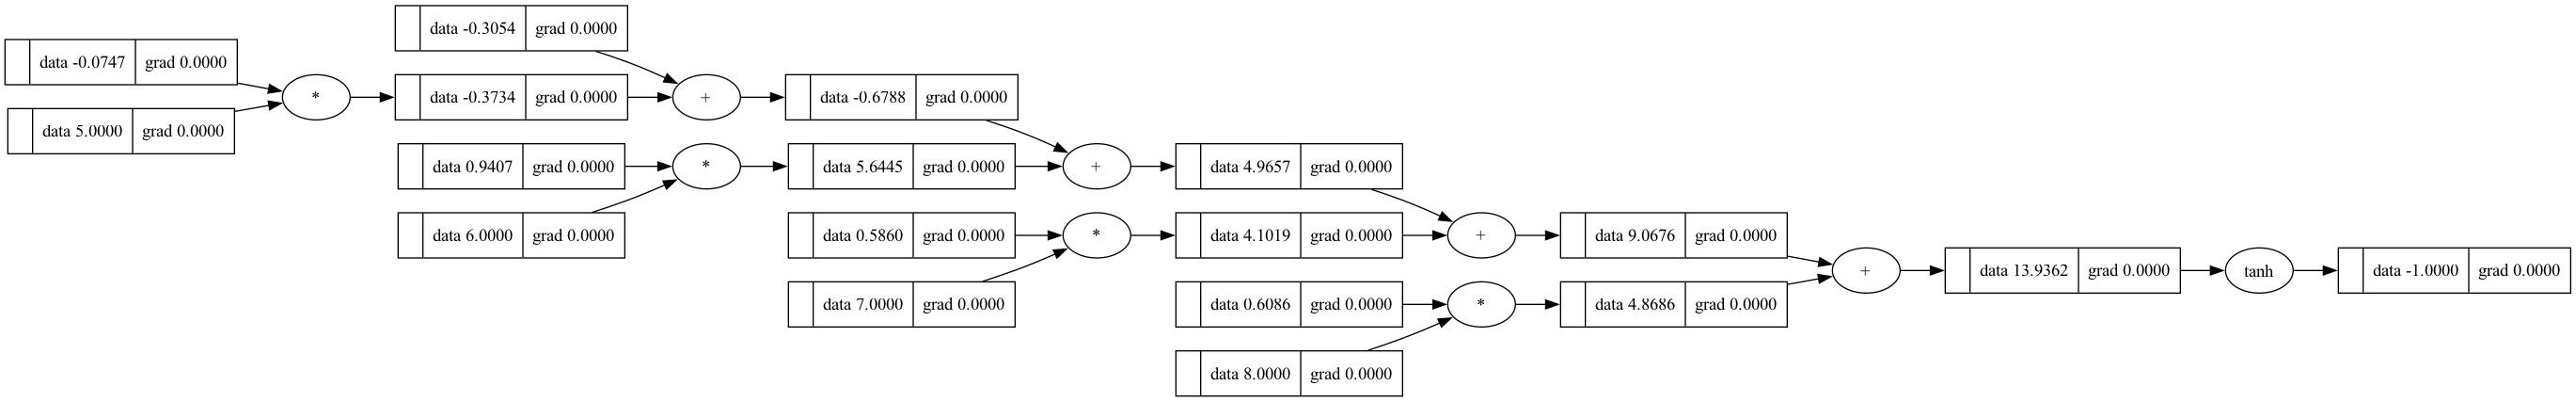 data -0.3054 grad 0.0000
data -0.0747 grad 0.0000
*
data -0.3734 grad 0.0000
+
data -0.6788 grad 0.0000
data 5.0000 grad 0.0000
data 0.9407 grad 0.0000
*
data 5.6445 grad 0.0000
+
data 4.9657 grad 0.0000
data 6.0000 grad 0.0000
data 0.5860 grad 0.0000
*
data 4.1019 grad 0.0000
+
data 9.0676 grad 0.0000
+
data 13.9362 grad 0.0000
tanh
data -1.0000 grad 0.0000
data 7.0000 grad 0.0000
data 0.6086 grad 0.0000
*
data 4.8686 grad 0.0000
data 8.0000 grad 0.0000